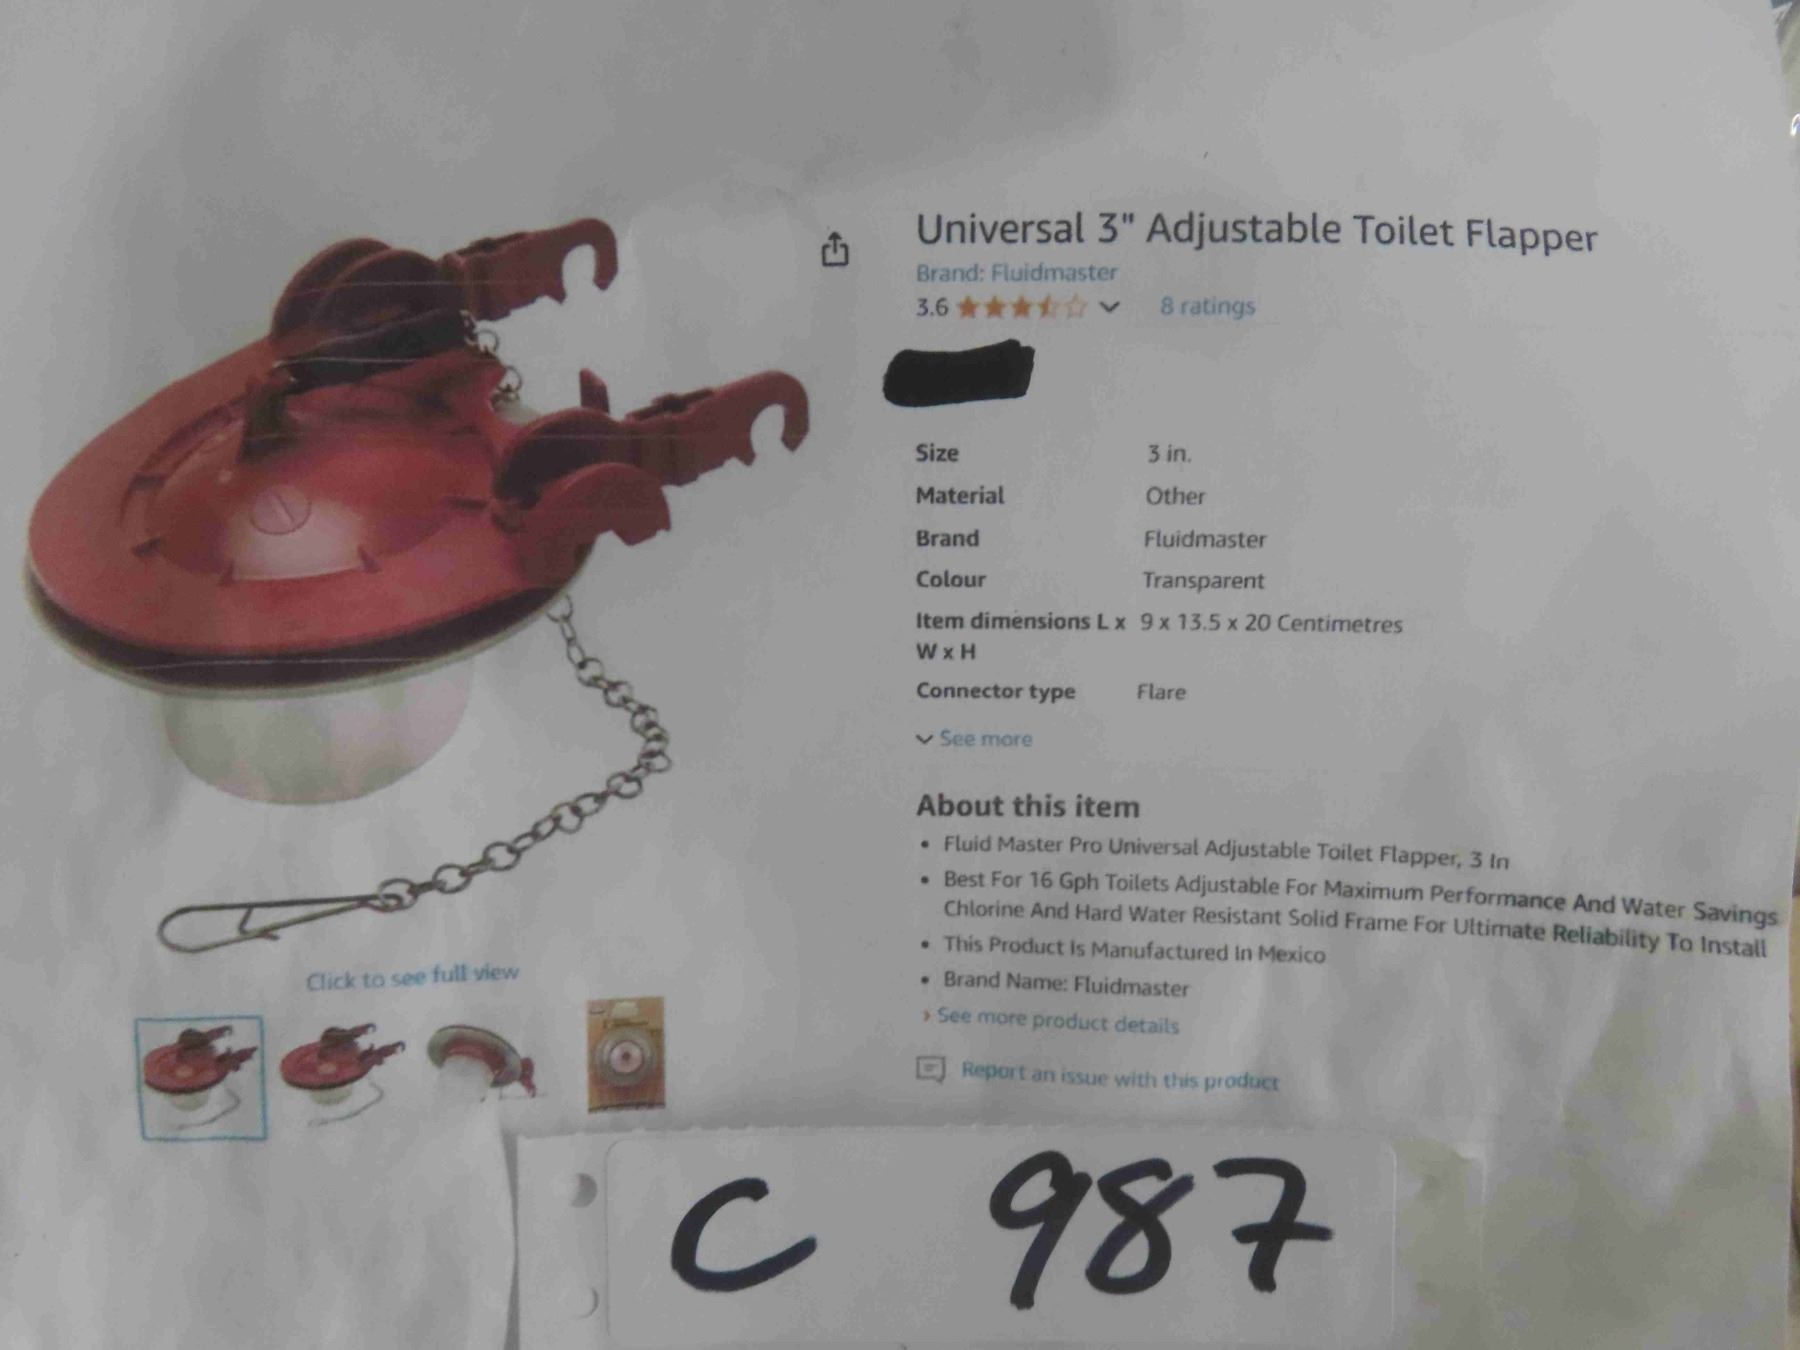 Universal 3" Adjustable Toilet Flapper
Brand: Fluidmaster
3.6 8 ratings
Size 3 in.
Material Other
Brand Fluidmaster
Colour Transparent
Item dimensions L x 9 x 13.5 x 20 Centimetres
W x H
Connector type Flare
See more
About this item
• Fluid Master Pro Universal Adjustable Toilet Flapper, 3 In
• Best For 16 Gph Toilets Adjustable For Maximum Performance And Water Savings
Chlorine And Hard Water Resistant Solid Frame For Ultimate Reliability To Install
• This Product Is Manufactured In Mexico
• Brand Name: Fluidmaster
› See more product details
Report an issue with this product
Click to see full view
C 987